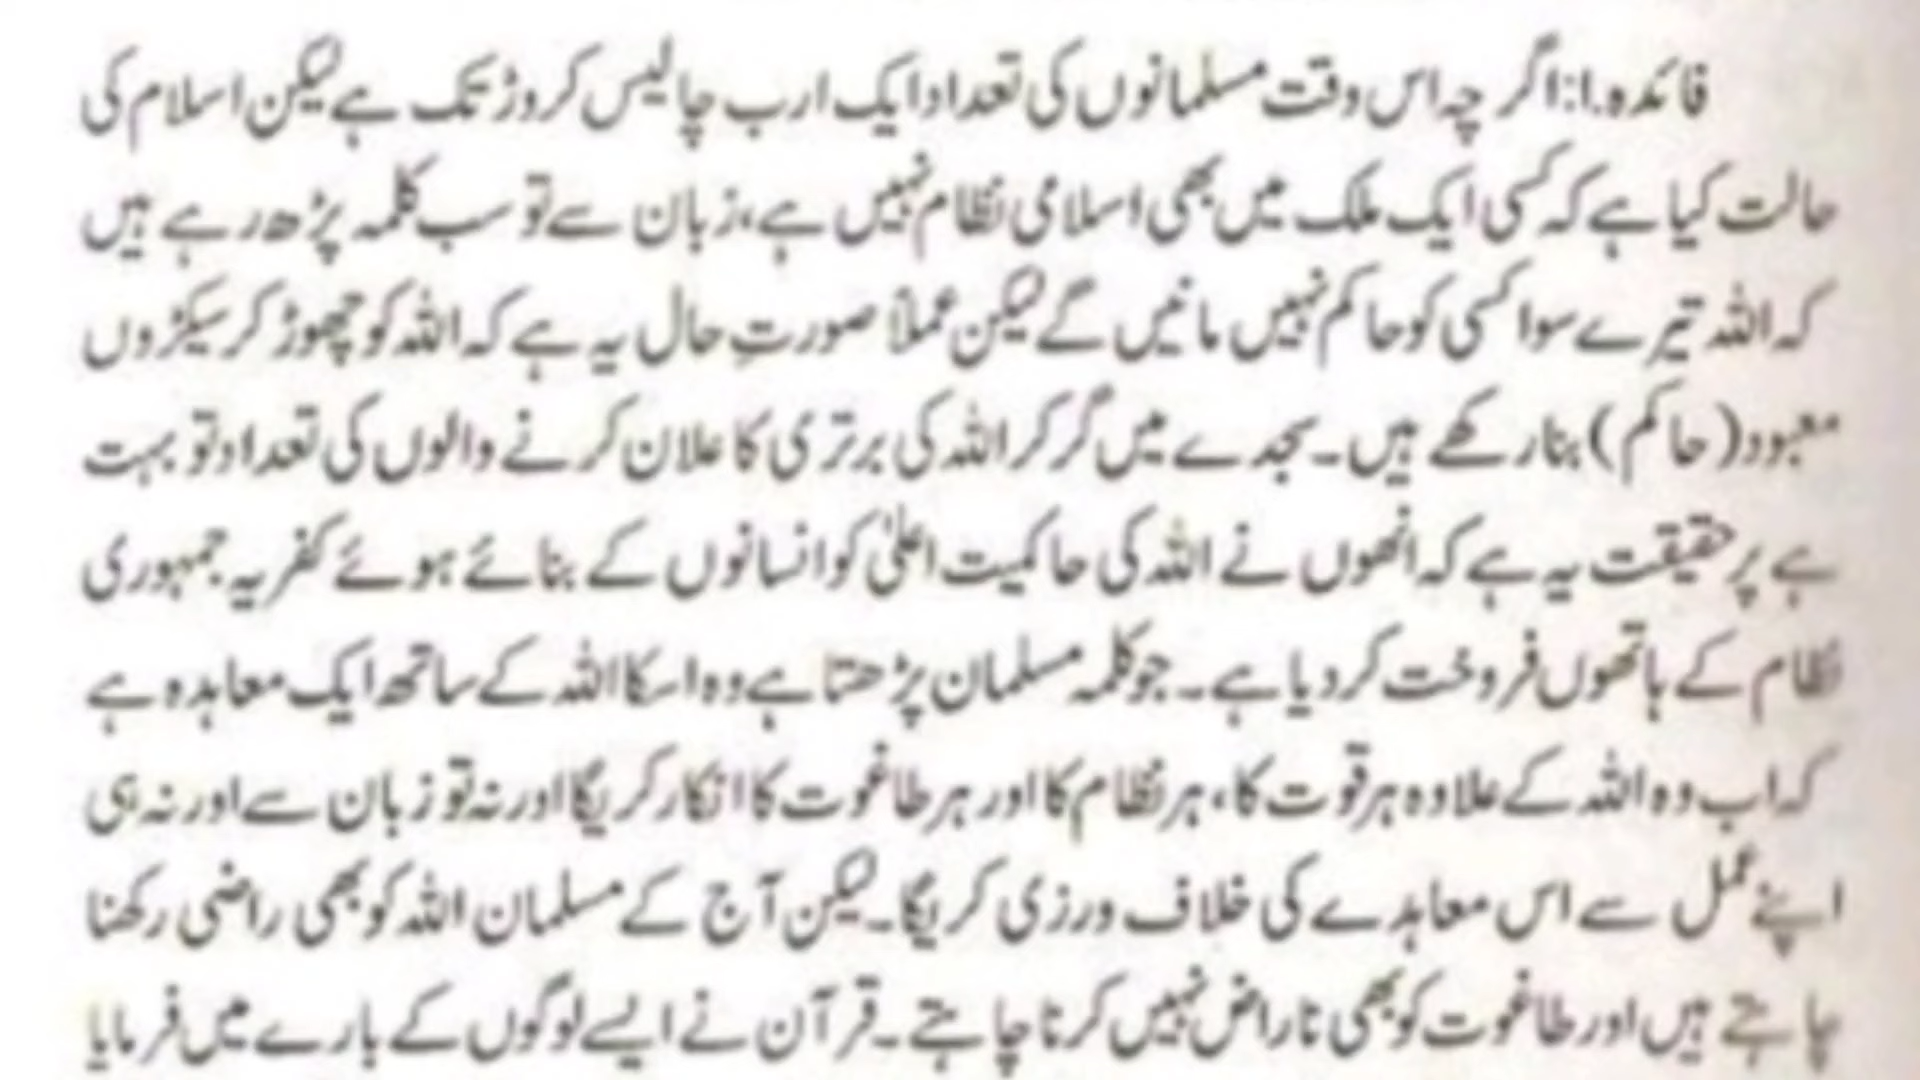 فائدہ.ا: اگر چہ اس وقت مسلمانوں کی تعداد ایک ارب چالیس کروڑ تک ہے لیکن اسلام کی
حالت کیا ہے کہ کسی ایک ملک میں بھی اسلامی نظام نہیں ہے، زبان سے تو سب کلمہ پڑھ رہے ہیں
کہ اللہ تیرے سوا کسی کو حاکم نہیں مانیں گے لیکن عملاً صورتِ حال یہ ہے کہ اللہ کو چھوڑ کر سیکڑوں
معبود (حاکم) بنا رکھے ہیں۔ سجدے میں گر کر اللہ کی برتری کا علان کرنے والوں کی تعداد تو بہت
ہے پر حقیقت یہ ہے کہ انھوں نے اللہ کی حاکمیت اعلیٰ کو انسانوں کے بنائے ہوئے کفریہ جمہوری
نظام کے ہاتھوں فروخت کر دیا ہے۔ جو کلمہ مسلمان پڑھتا ہے وہ اسکا اللہ کے ساتھ ایک معاہدہ ہے
کہ اب وہ اللہ کے علاوہ ہر قوت کا، ہر نظام کا اور ہر طاغوت کا انکار کریگا اور نہ تو زبان سے اور نہ ہی
اپنے عمل سے اس معاہدے کی خلاف ورزی کریگا۔ لیکن آج کے مسلمان اللہ کو بھی راضی رکھنا
چاہتے ہیں اور طاغوت کو بھی ناراض نہیں کرنا چاہتے۔ قرآن نے ایسے لوگوں کے بارے میں فرمایا